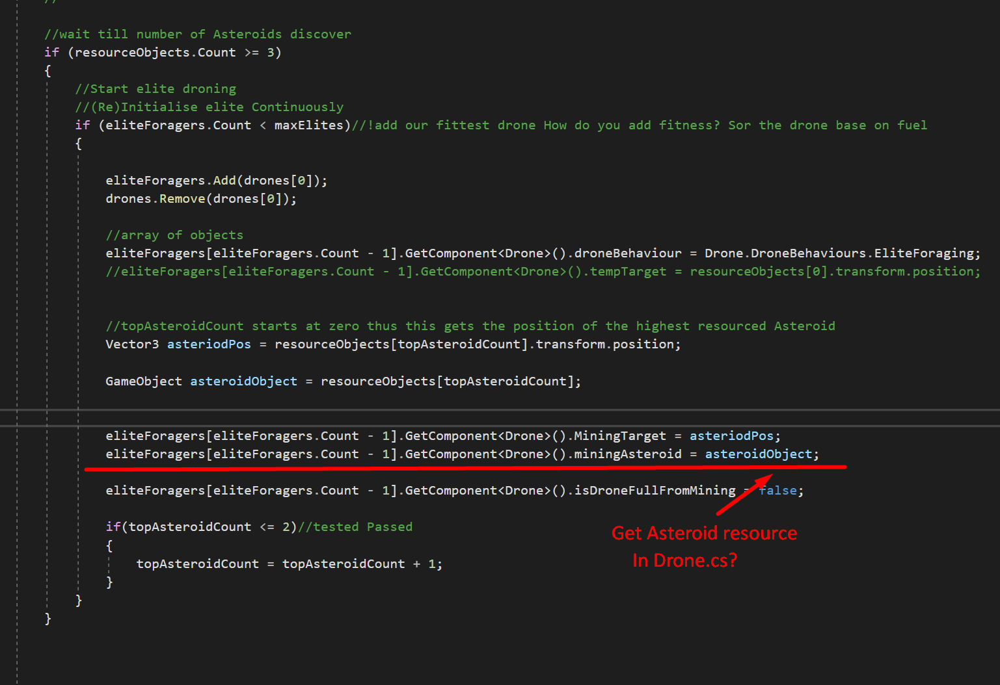 //
//wait till number of Asteroids discover
if (resourceObjects.Count >= 3)
{
//Start elite droning
//(Re)Initialise elite Continuously
if (eliteForagers.Count < maxElites)//!add our fittest drone How do you add fitness? Sor the drone base on fuel
{
eliteForagers.Add(drones[0]);
drones.Remove(drones[0]);
//array of objects
eliteForagers[eliteForagers.Count - 1].GetComponent<Drone>().droneBehaviour = Drone.DroneBehaviours.EliteForaging;
//eliteForagers[eliteForagers.Count - 1].GetComponent<Drone>().tempTarget = resourceObjects[0].transform.position;
//topAsteroidCount starts at zero thus this gets the position of the highest resourced Asteroid
Vector3 asteriodPos = resourceObjects[topAsteroidCount].transform.position;
GameObject asteroidObject = resourceObjects[topAsteroidCount];
eliteForagers[eliteForagers.Count - 1].GetComponent<Drone>().MiningTarget = asteriodPos;
eliteForagers[eliteForagers.Count - 1].GetComponent<Drone>().miningAsteroid = asteroidObject;
eliteForagers[eliteForagers.Count - 1].GetComponent<Drone>().isDroneFullFromMining = false;
if(topAsteroidCount <= 2)//tested Passed
{
Get Asteroid resource
In Drone.cs?
topAsteroidCount = topAsteroidCount + 1;
}
}
}